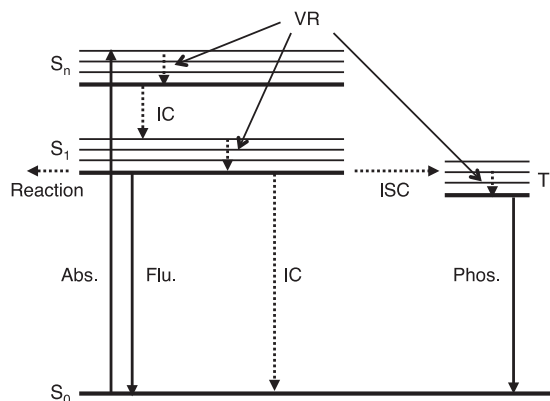 VR
Sn
IC
S1
Reaction
ISC
T
Abs.
Flu.
IC
Phos.
S0